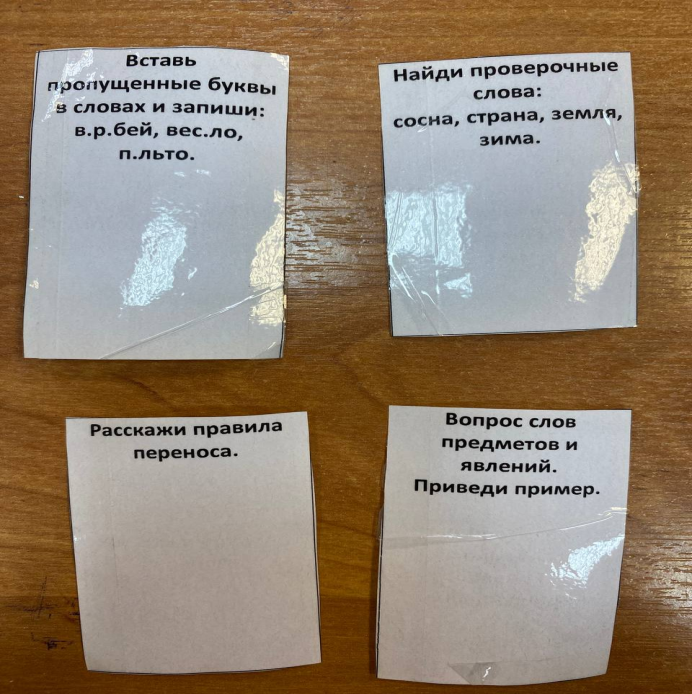 Вставь
пропущенные буквы
в словах и запиши:
в.р.бей, вес.ло,
п.льто.
Найди проверочные
слова:
сосна, страна, земля,
зима.
Расскажи правила
переноса.
Вопрос слов
предметов и
явлений.
Приведи пример.